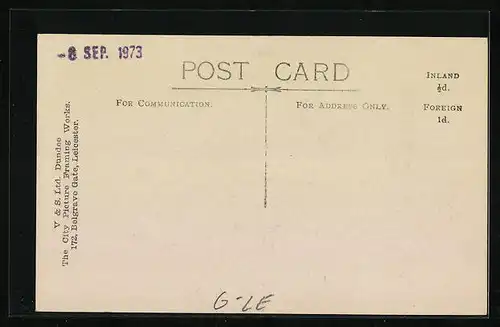 -6 SEP. 1973
POST CARD
FOR COMMUNICATION.
FOR ADDRESS ONLY.
INLAND
½d.
FOREIGN
1d.
V & S. Ltd. Dundee
The City Picture Framing Works.
172, Belgrave Gate, Leicester.
G-LE